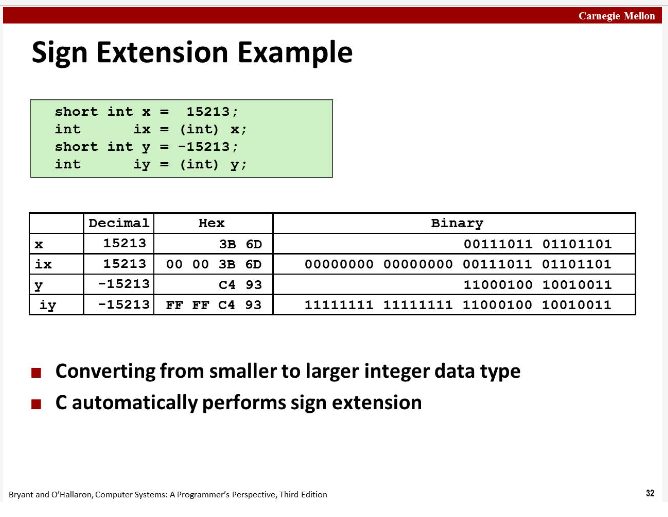 Carnegie Mellon
Sign Extension Example
short int x = 15213;
int ix = (int) x;
short int y = -15213;
int iy = (int) y;
Decimal Hex Binary
x 15213 3B 6D 00111011 01101101
ix 15213 00 00 3B 6D 00000000 00000000 00111011 01101101
y -15213 C4 93 11000100 10010011
iy -15213 FF FF C4 93 11111111 11111111 11000100 10010011
■ Converting from smaller to larger integer data type
■ C automatically performs sign extension
Bryant and O'Hallaron, Computer Systems: A Programmer's Perspective, Third Edition 32